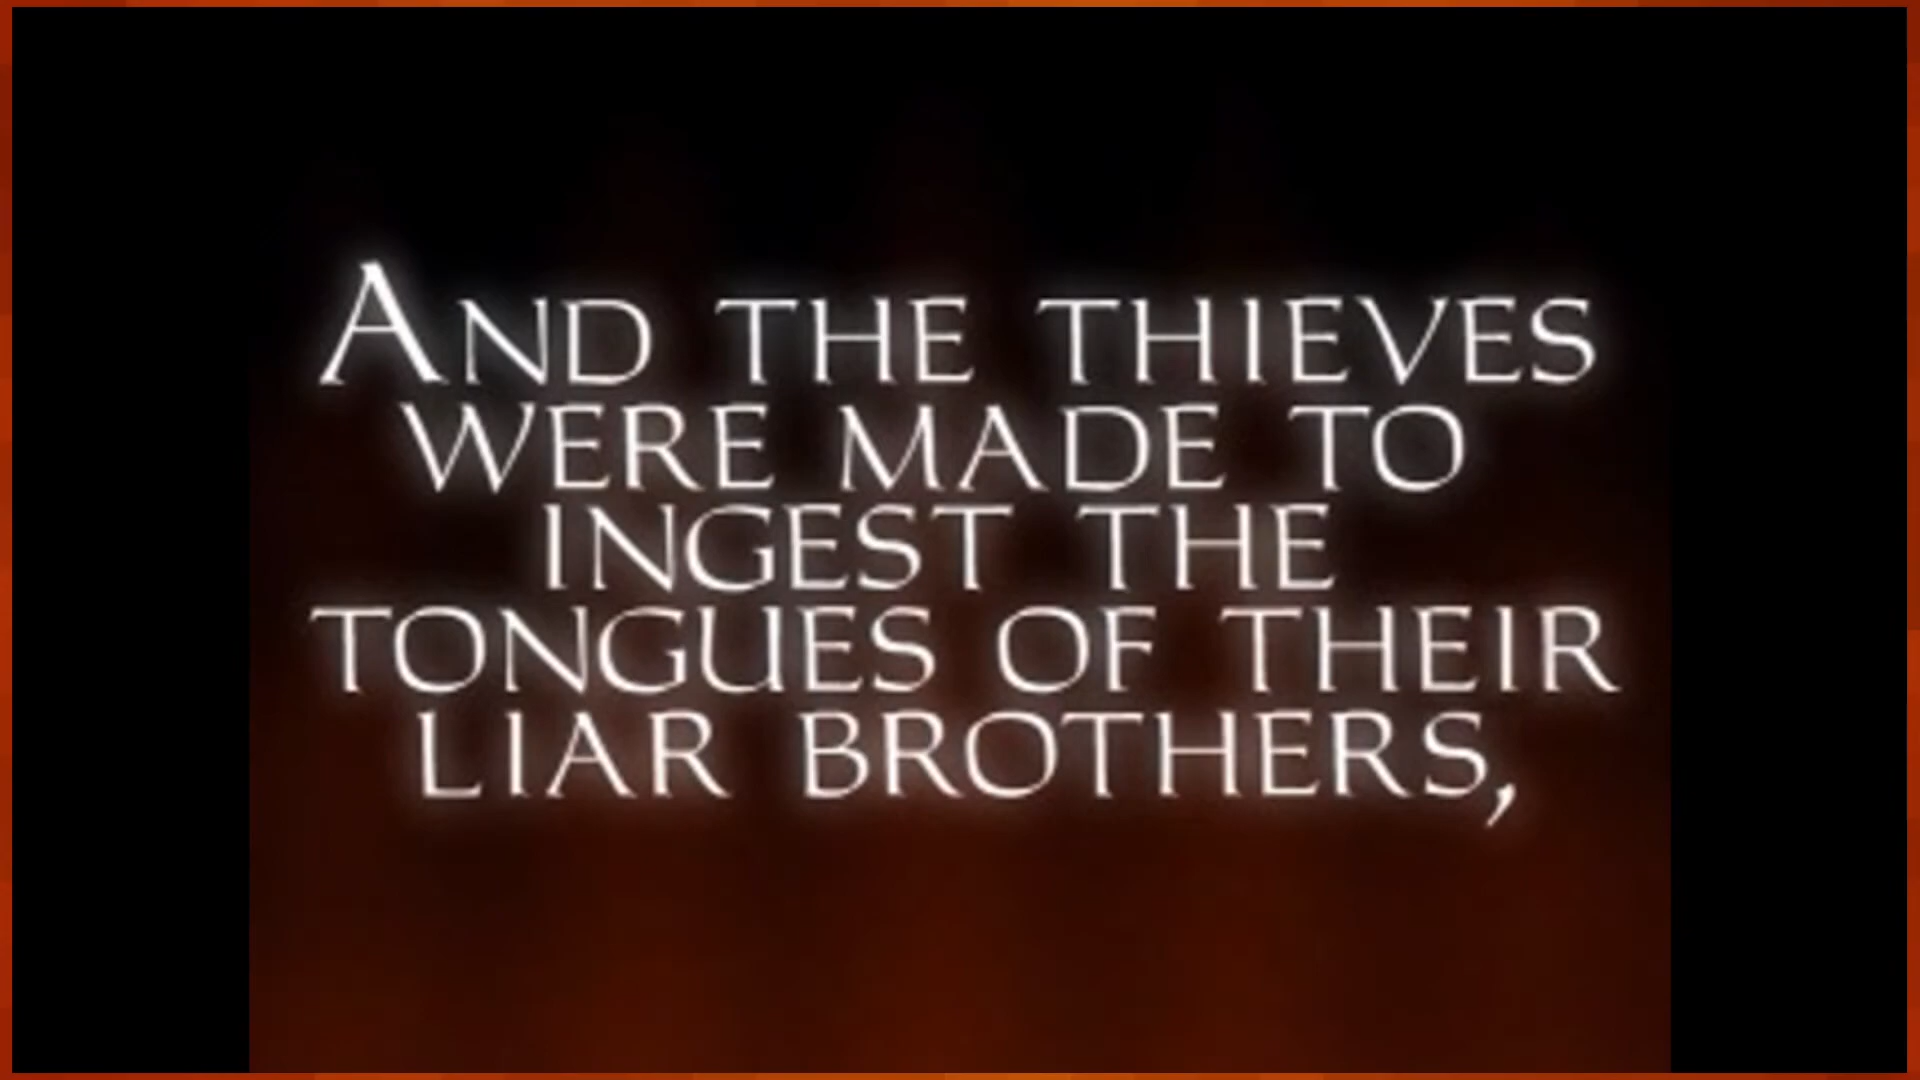 And the thieves
were made to
ingest the
tongues of their
liar brothers,